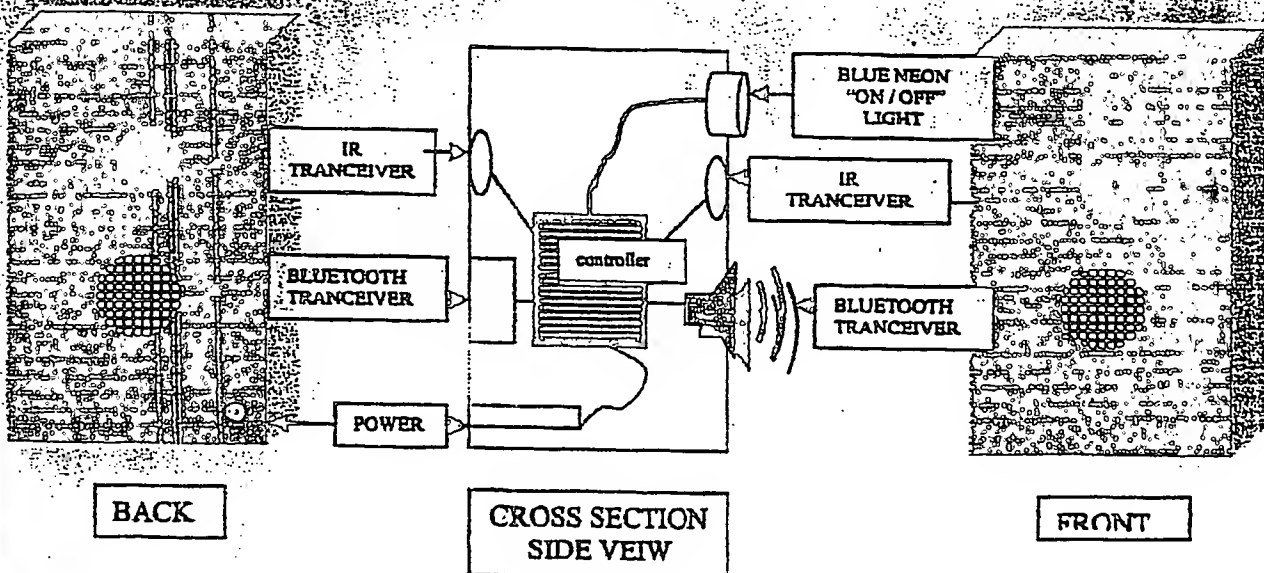 BLUE NEON
"ON / OFF"
LIGHT
IR
TRANCEIVER
IR
TRANCEIVER
controller
BLUETOOTH
TRANCEIVER
BLUETOOTH
TRANCEIVER
POWER
BACK
CROSS SECTION
SIDE VEIW
FRONT